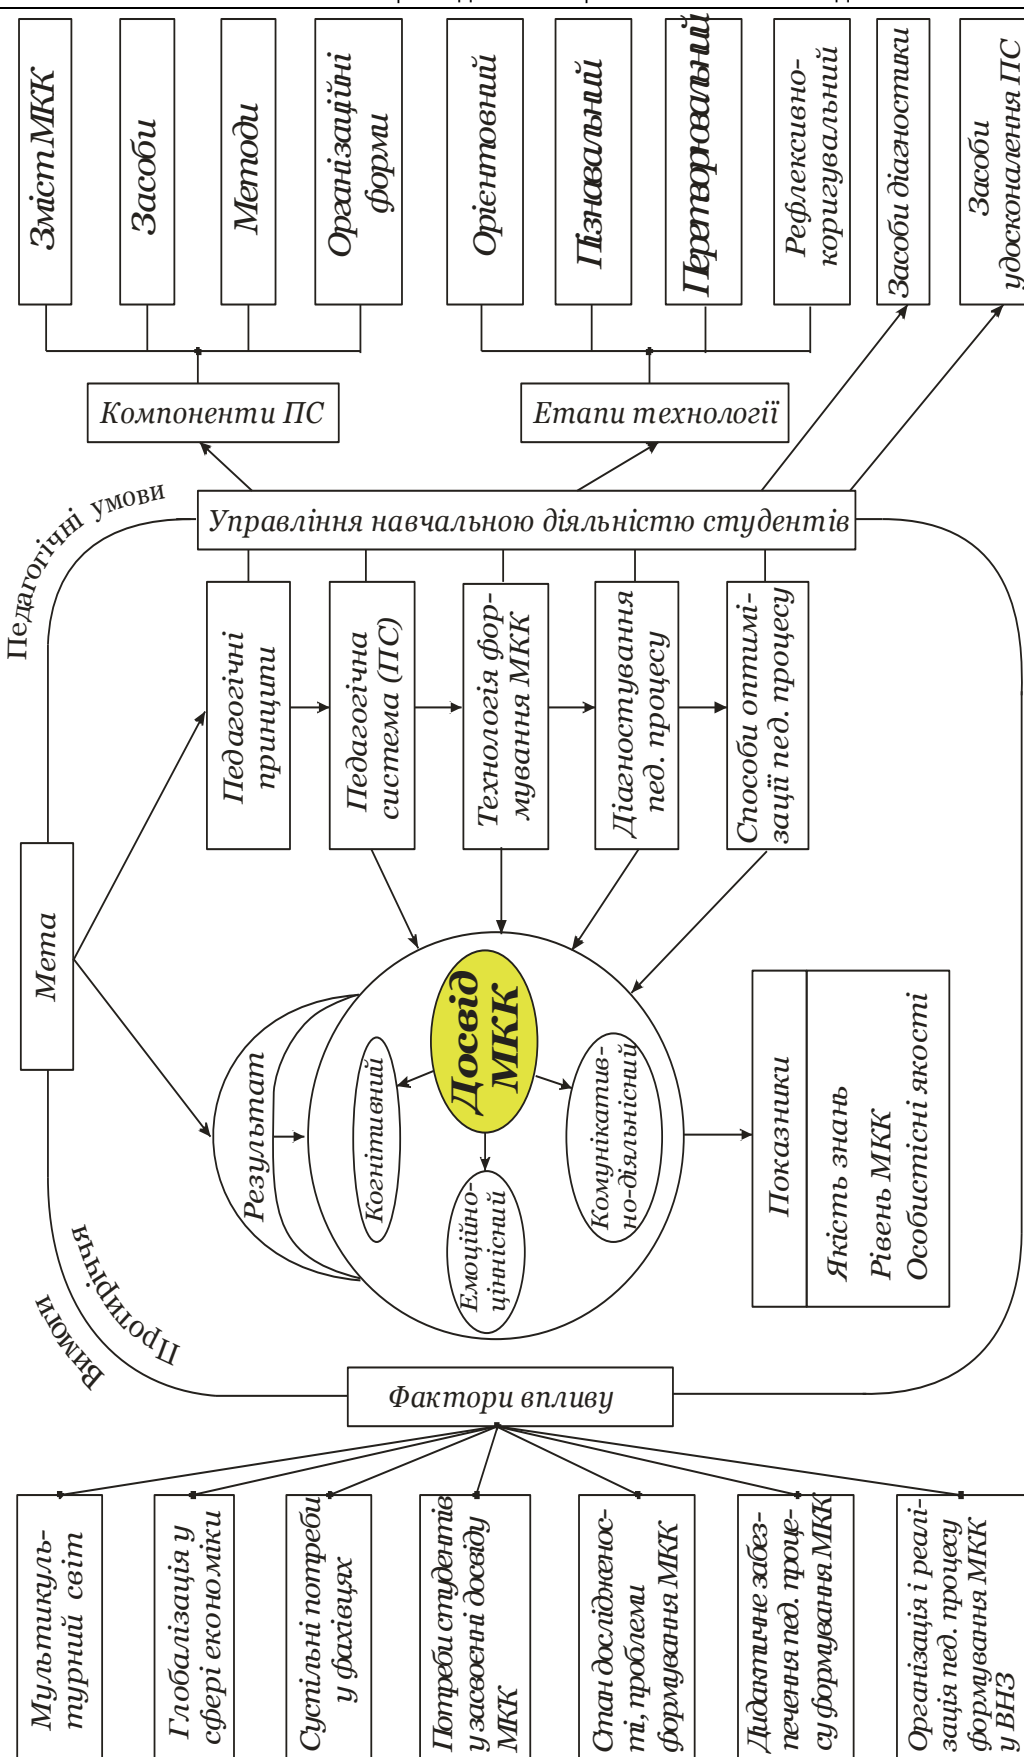 Зміст МКК
Засоби
Методи
Організаційні
форми
Орієнтовний
Пізнавальний
Перетворювальний
Рефлексивно-
коригувальний
Засоби діагностики
Засоби
удосконалення ПС
Компоненти ПС
Етапи технології
Педагогічні умови
Управління навчальною діяльністю студентів
Педагогічні
принципи
Педагогічна
система (ПС)
Технологія фор-
мування МКК
Діагностування
пед. процесу
Способи оптимі-
зації пед. процесу
Мета
Результат
Когнітивний
Досвід
МКК
Емоційно-
ціннісний
Комунікатив-
но-діяльнісний
Показники
Якість знань
Рівень МКК
Особистісні якості
Протиріччя
Вимоги
Фактори впливу
Мультикуль-
турний світ
Глобалізація у
сфері економіки
Суспільні потреби
у фахівцях
Потреби студентів
у засвоєнні досвіду
МКК
Стан дослідженос-
ті, проблеми
формування МКК
Дидактичне забез-
печення пед. проце-
су формування МКК
Організація і реалі-
зація пед. процесу
формування МКК
у ВНЗ